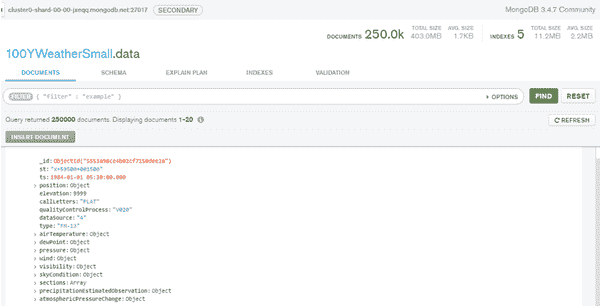 cluster0-shard-00-00-jxeqq.mongodb.net:27017 SECONDARY MongoDB 3.4.7 Community
DOCUMENTS 250.0k TOTAL SIZE 403.0MB AVG. SIZE 1.7KB INDEXES 5 TOTAL SIZE 11.2MB AVG. SIZE 2.2MB
100YWeatherSmall.data
DOCUMENTS SCHEMA EXPLAIN PLAN INDEXES VALIDATION
FILTER { "filter" : "example" } OPTIONS FIND RESET
Query returned 250000 documents. Displaying documents 1-20
REFRESH
INSERT DOCUMENT
_id:
st: "x+59500+001500"
ts: 1984-01-01 05:30:00.000
position:Object
elevation: 9999
callLetters: "PLAT"
qualityControlProcess: "V020"
dataSource: "4"
type: "FM-13"
airTemperature:Object
dewPoint:Object
pressure:Object
wind:Object
visibility:Object
skyCondition:Object
sections:Array
precipitationEstimatedObservation:Object
atmosphericPressureChange:Object